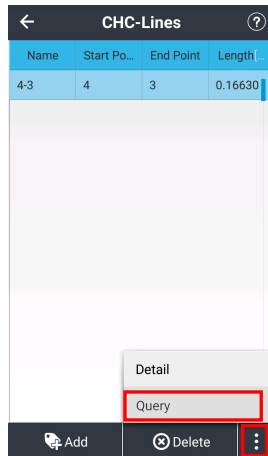 CHC-Lines
Name Start Po... End Point Length[...
4-3 4 3 0.16630
Detail
Query
Add Delete